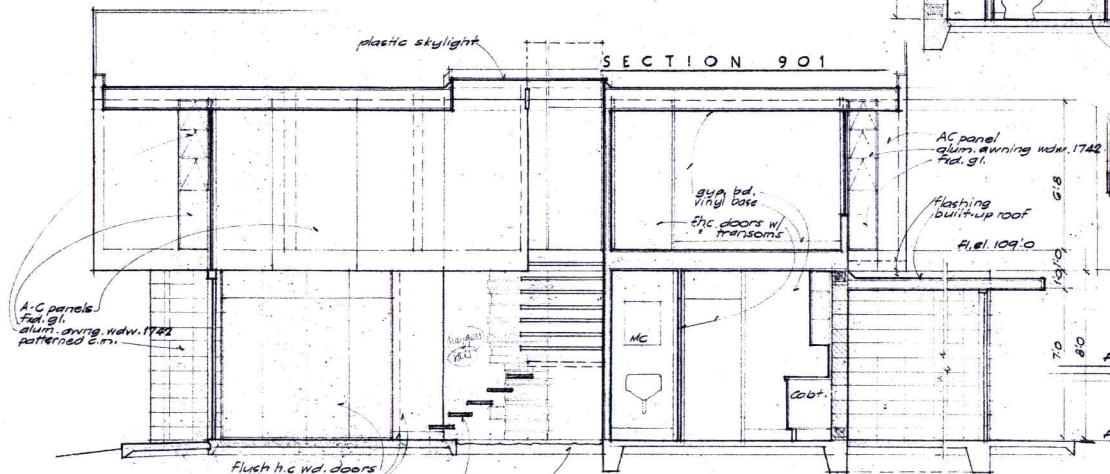 plastic skylight
SECTION 901
AC panel
alum. awning wdw. 1742
fxd. gl.
gyp. bd.
vinyl base
f.h.c. doors w/
" transoms
flashing
built-up roof
fl. el. 109'0
6'8
1'0
A-C panels
fxd. gl.
alum. awng. wdw. 1742
patterned c.m.
MC
Cabt.
7'0
8'0
flush h.c wd. doors